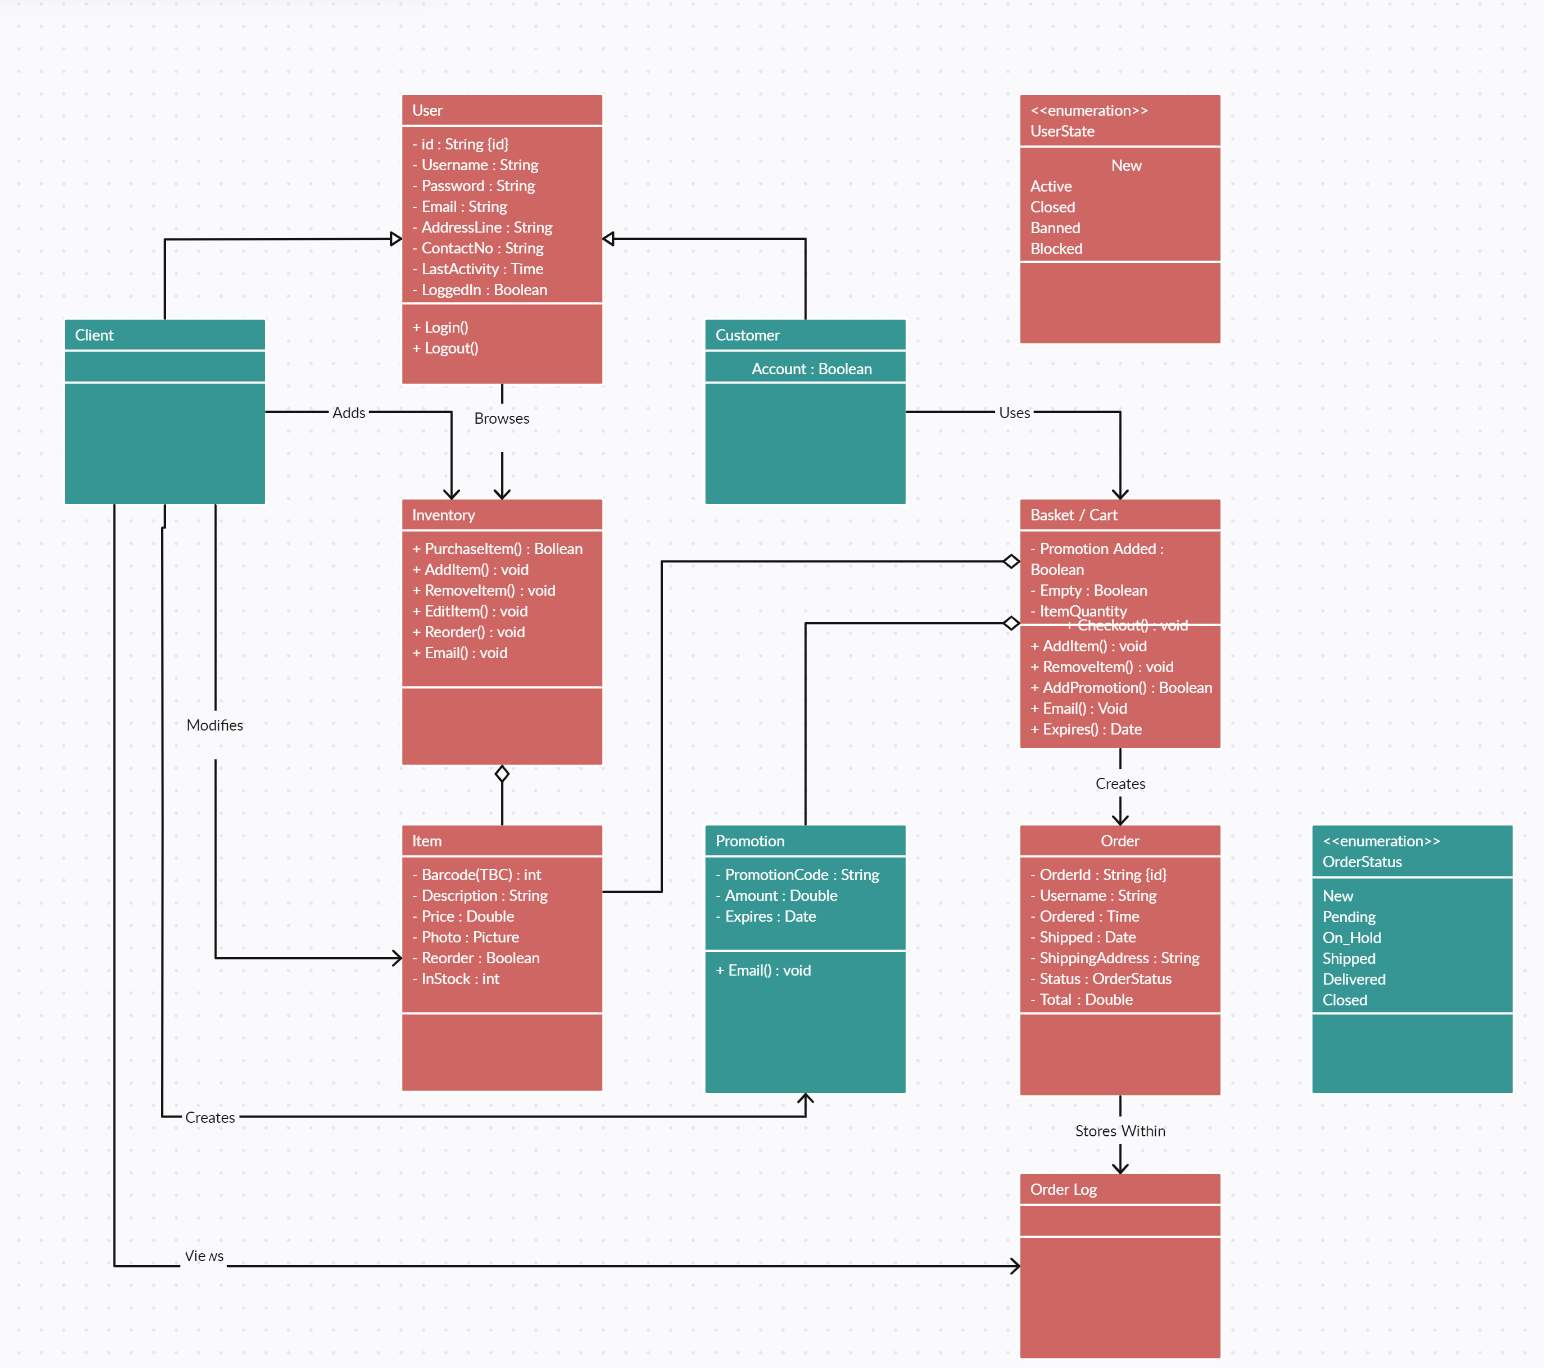 User
- id : String {id}
- Username : String
- Password : String
- Email : String
- AddressLine : String
- ContactNo : String
- LastActivity : Time
- LoggedIn : Boolean
+ Login()
+ Logout()
<<enumeration>>
UserState
New
Active
Closed
Banned
Blocked
Client
Customer
Account : Boolean
Adds
Browses
Uses
Inventory
+ PurchaseItem() : Bollean
+ AddItem() : void
+ RemoveItem() : void
+ EditItem() : void
+ Reorder() : void
+ Email() : void
Basket / Cart
- Promotion Added :
Boolean
- Empty : Boolean
- ItemQuantity
+ Checkout() : void
+ AddItem() : void
+ RemoveItem() : void
+ AddPromotion() : Boolean
+ Email() : Void
+ Expires() : Date
Modifies
Creates
Item
- Barcode(TBC) : int
- Description : String
- Price : Double
- Photo : Picture
- Reorder : Boolean
- InStock : int
Promotion
- PromotionCode : String
- Amount : Double
- Expires : Date
+ Email() : void
Order
- OrderId : String {id}
- Username : String
- Ordered : Time
- Shipped : Date
- ShippingAddress : String
- Status : OrderStatus
- Total : Double
<<enumeration>>
OrderStatus
New
Pending
On_Hold
Shipped
Delivered
Closed
Creates
Stores Within
Order Log
Views